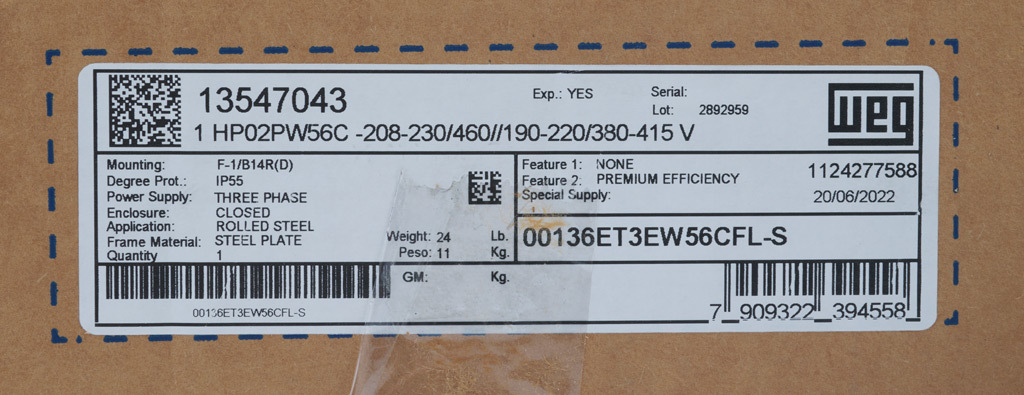 13547043
Exp.: YES
Serial:
Lot: 2892959
weg
1 HP02PW56C -208-230/460//190-220/380-415 V
Mounting: F-1/B14R(D)
Degree Prot.: IP55
Power Supply: THREE PHASE
Enclosure: CLOSED
Application: ROLLED STEEL
Frame Material: STEEL PLATE
Quantity 1
Weight: 24 Lb.
Peso: 11 Kg.
Feature 1: NONE
Feature 2: PREMIUM EFFICIENCY
Special Supply:
1124277588
20/06/2022
00136ET3EW56CFL-S
GM: Kg.
00136ET3EW56CFL-S
7 909322 394558